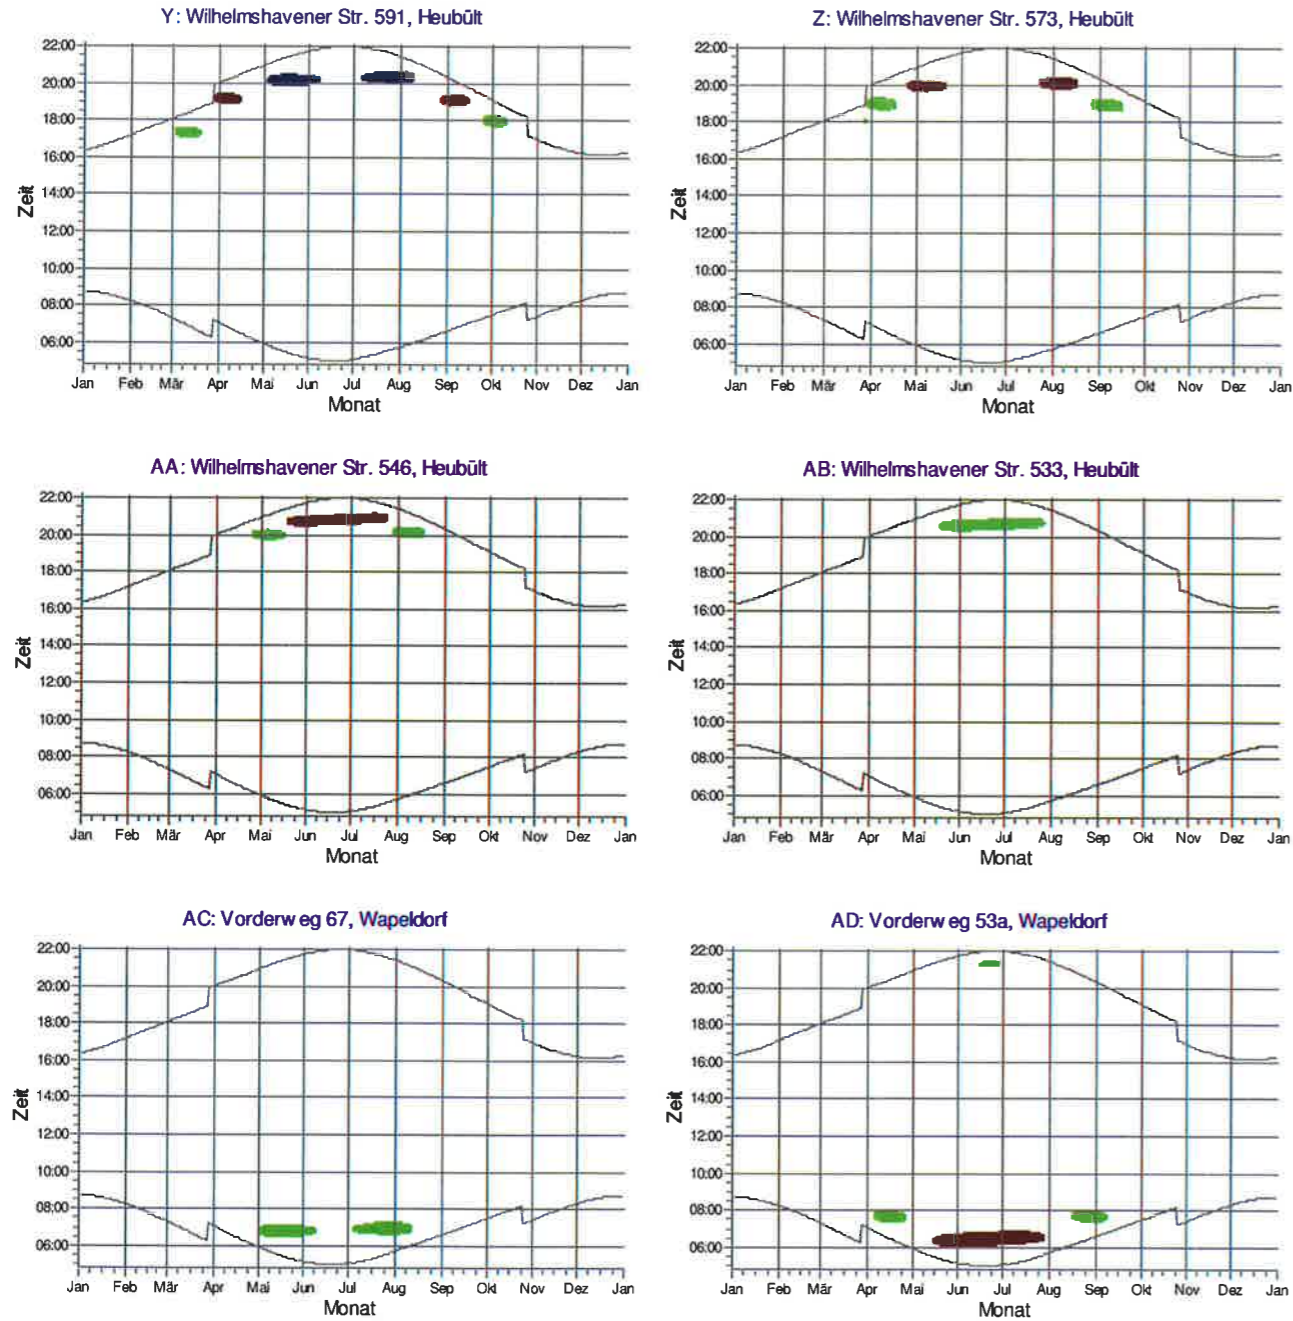 Y: Wilhelmshavener Str. 591, Heubült
22:00
20:00
18:00
16:00
14:00
12:00
10:00
08:00
06:00
Zeit
Jan Feb Mär Apr Mai Jun Jul Aug Sep Okt Nov Dez Jan
Monat
Z: Wilhelmshavener Str. 573, Heubült
22:00
20:00
18:00
16:00
14:00
12:00
10:00
08:00
06:00
Zeit
Jan Feb Mär Apr Mai Jun Jul Aug Sep Okt Nov Dez Jan
Monat
AA: Wilhelmshavener Str. 546, Heubült
22:00
20:00
18:00
16:00
14:00
12:00
10:00
08:00
06:00
Zeit
Jan Feb Mär Apr Mai Jun Jul Aug Sep Okt Nov Dez Jan
Monat
AB: Wilhelmshavener Str. 533, Heubült
22:00
20:00
18:00
16:00
14:00
12:00
10:00
08:00
06:00
Zeit
Jan Feb Mär Apr Mai Jun Jul Aug Sep Okt Nov Dez Jan
Monat
AC: Vorderweg 67, Wapeldorf
22:00
20:00
18:00
16:00
14:00
12:00
10:00
08:00
06:00
Zeit
Jan Feb Mär Apr Mai Jun Jul Aug Sep Okt Nov Dez Jan
Monat
AD: Vorderweg 53a, Wapeldorf
22:00
20:00
18:00
16:00
14:00
12:00
10:00
08:00
06:00
Zeit
Jan Feb Mär Apr Mai Jun Jul Aug Sep Okt Nov Dez Jan
Monat